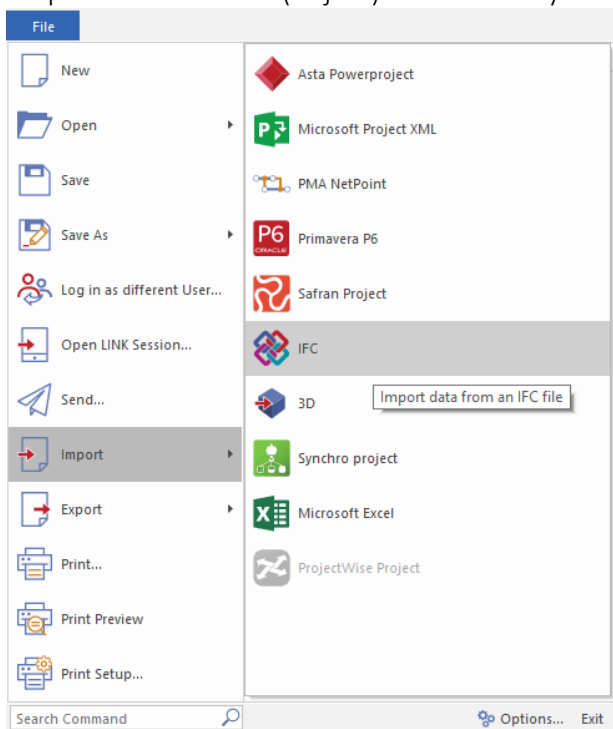 File
New
Open
Save
Save As
Log in as different User...
Open LINK Session...
Send...
Import
Export
Print...
Print Preview
Print Setup...
Search Command
Asta Powerproject
Microsoft Project XML
PMA NetPoint
P6
ORACLE
Primavera P6
Safran Project
IFC
3D
Import data from an IFC file
Synchro project
Microsoft Excel
ProjectWise Project
Options... Exit